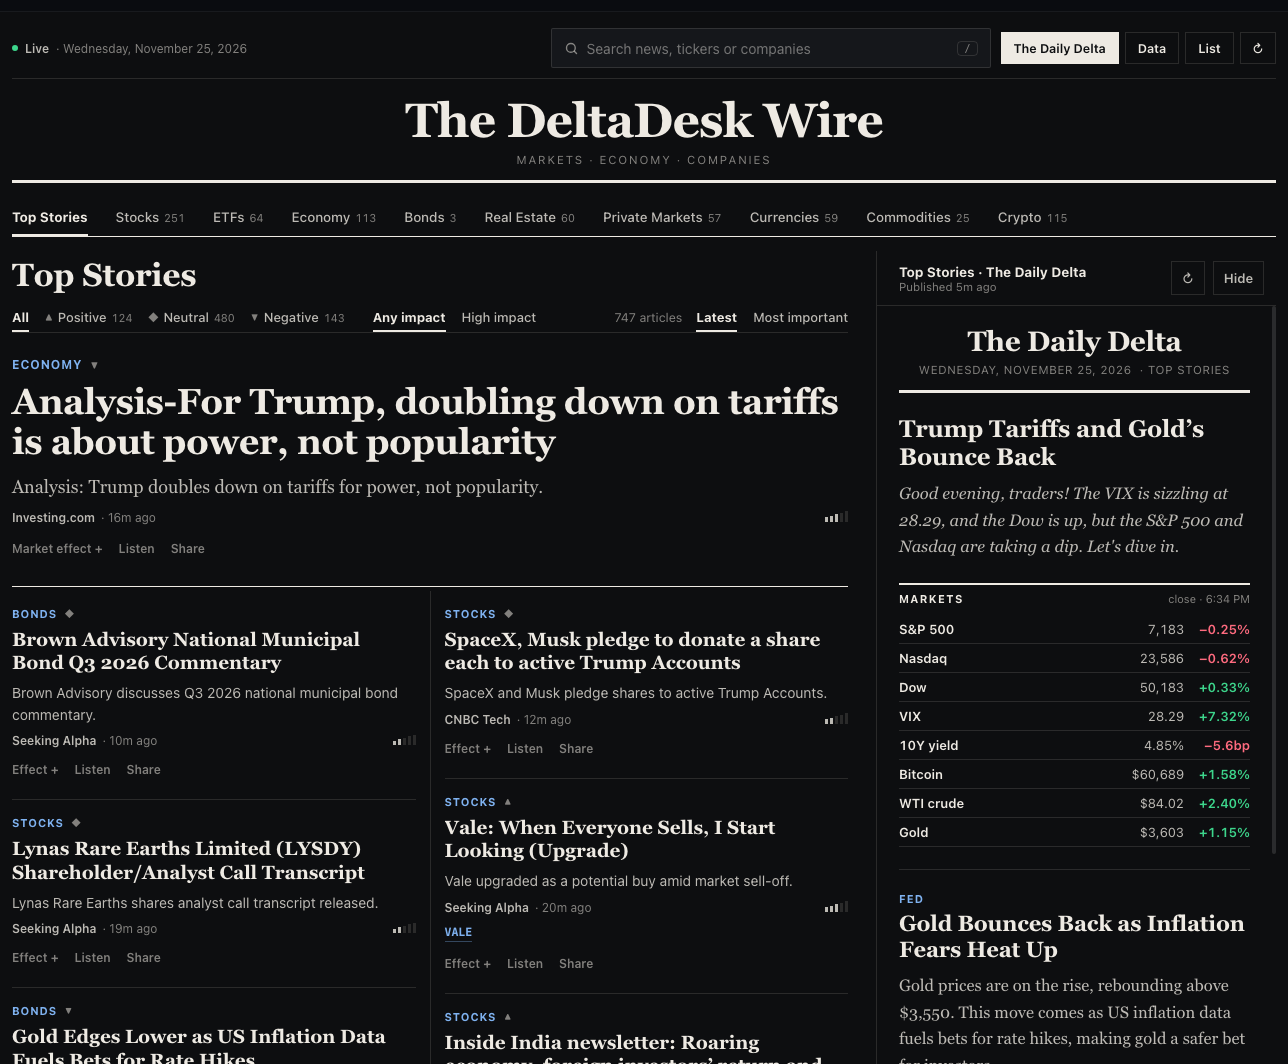 Live · Wednesday, November 25, 2026
Search news, tickers or companies /
The Daily Delta
Data
List
↻
The DeltaDesk Wire
MARKETS · ECONOMY · COMPANIES
Top Stories Stocks 251 ETFs 64 Economy 113 Bonds 3 Real Estate 60 Private Markets 57 Currencies 59 Commodities 25 Crypto 115
Top Stories
All ▲ Positive 124 ◆ Neutral 480 ▼ Negative 143 Any impact High impact 747 articles Latest Most important
ECONOMY ▼
Analysis-For Trump, doubling down on tariffs
is about power, not popularity
Analysis: Trump doubles down on tariffs for power, not popularity.
Investing.com · 16m ago
Market effect + Listen Share
BONDS ◆
Brown Advisory National Municipal
Bond Q3 2026 Commentary
Brown Advisory discusses Q3 2026 national municipal bond
commentary.
Seeking Alpha · 10m ago
Effect + Listen Share
STOCKS ◆
Lynas Rare Earths Limited (LYSDY)
Shareholder/Analyst Call Transcript
Lynas Rare Earths shares analyst call transcript released.
Seeking Alpha · 19m ago
Effect + Listen Share
BONDS ▼
Gold Edges Lower as US Inflation Data
Fuels Bets for Rate Hikes
STOCKS ◆
SpaceX, Musk pledge to donate a share
each to active Trump Accounts
SpaceX and Musk pledge shares to active Trump Accounts.
CNBC Tech · 12m ago
Effect + Listen Share
STOCKS ▲
Vale: When Everyone Sells, I Start
Looking (Upgrade)
Vale upgraded as a potential buy amid market sell-off.
Seeking Alpha · 20m ago
VALE
Effect + Listen Share
STOCKS ▲
Inside India newsletter: Roaring
economy, foreign investors' return and
Top Stories · The Daily Delta
Published 5m ago
↻
Hide
The Daily Delta
WEDNESDAY, NOVEMBER 25, 2026 · TOP STORIES
Trump Tariffs and Gold’s
Bounce Back
Good evening, traders! The VIX is sizzling at
28.29, and the Dow is up, but the S&P 500 and
Nasdaq are taking a dip. Let's dive in.
MARKETS close · 6:34 PM
S&P 500 7,183 −0.25%
Nasdaq 23,586 −0.62%
Dow 50,183 +0.33%
VIX 28.29 +7.32%
10Y yield 4.85% −5.6bp
Bitcoin $60,689 +1.58%
WTI crude $84.02 +2.40%
Gold $3,603 +1.15%
FED
Gold Bounces Back as Inflation
Fears Heat Up
Gold prices are on the rise, rebounding above
$3,550. This move comes as US inflation data
fuels bets for rate hikes, making gold a safer bet
for investors.